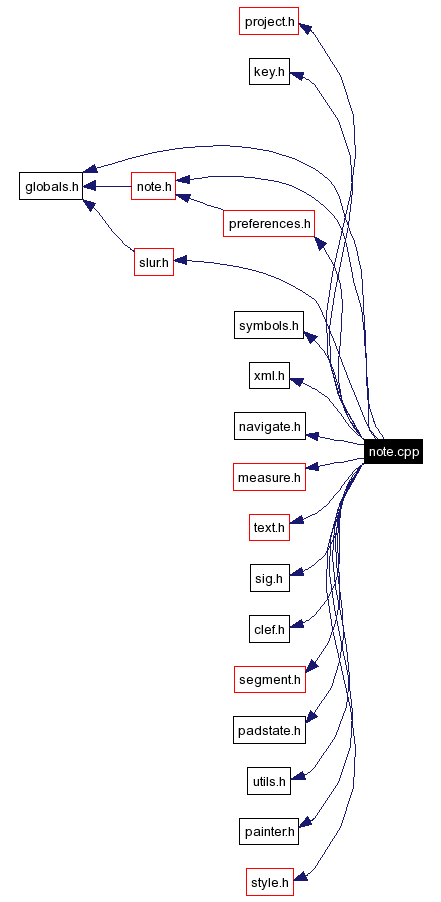 project.h
key.h
globals.h
note.h
preferences.h
slur.h
symbols.h
xml.h
navigate.h
note.cpp
measure.h
text.h
sig.h
clef.h
segment.h
padstate.h
utils.h
painter.h
style.h